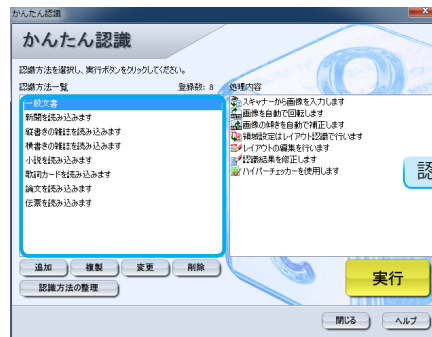 かんたん認識
かんたん認識
認識方法を選択し、実行ボタンをクリックしてください。
認識方法一覧 登録数: 8
一般文書
新聞を読み込みます
縦書きの雑誌を読み込みます
横書きの雑誌を読み込みます
小説を読み込みます
歌詞カードを読み込みます
論文を読み込みます
伝票を読み込みます
処理内容
スキャナーから画像を入力します
画像を自動で回転します
画像の傾きを自動で補正します
領域設定はレイアウト認識で行います
レイアウトの編集を行います
認識結果を修正します
ハイパーチェッカーを使用します
認
追加 複製 変更 削除
認識方法の整理
実行
閉じる ヘルプ